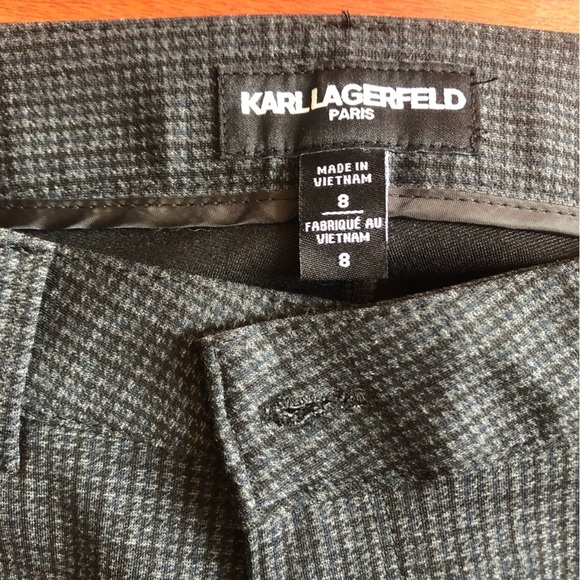 KARL LAGERFELD
PARIS
MADE IN
VIETNAM
8
FABRIQUÉ AU
VIETNAM
8